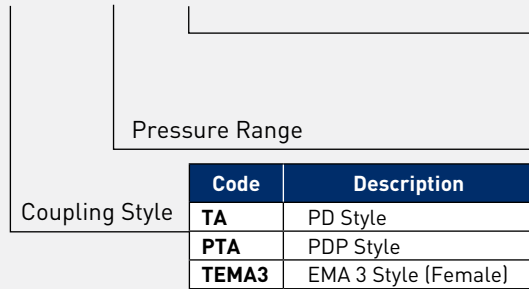 Pressure Range
Code Description
Coupling Style TA PD Style
PTA PDP Style
TEMA3 EMA 3 Style (Female)